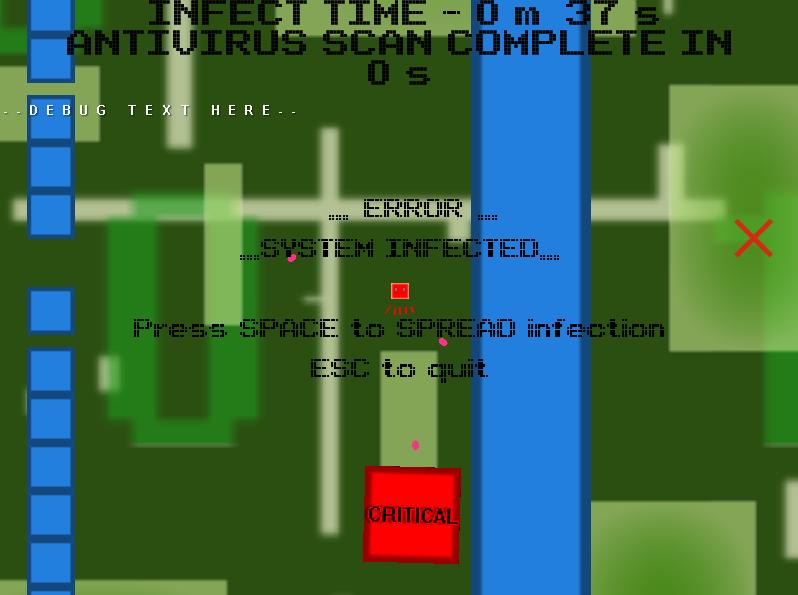 INFECT TIME - 0 m 37 s
ANTIVIRUS SCAN COMPLETE IN
0 s
--DEBUG TEXT HERE--
... ERROR ...
...SYSTEM INFECTED...
Press SPACE to SPREAD infection
ESC to quit
CRITICAL